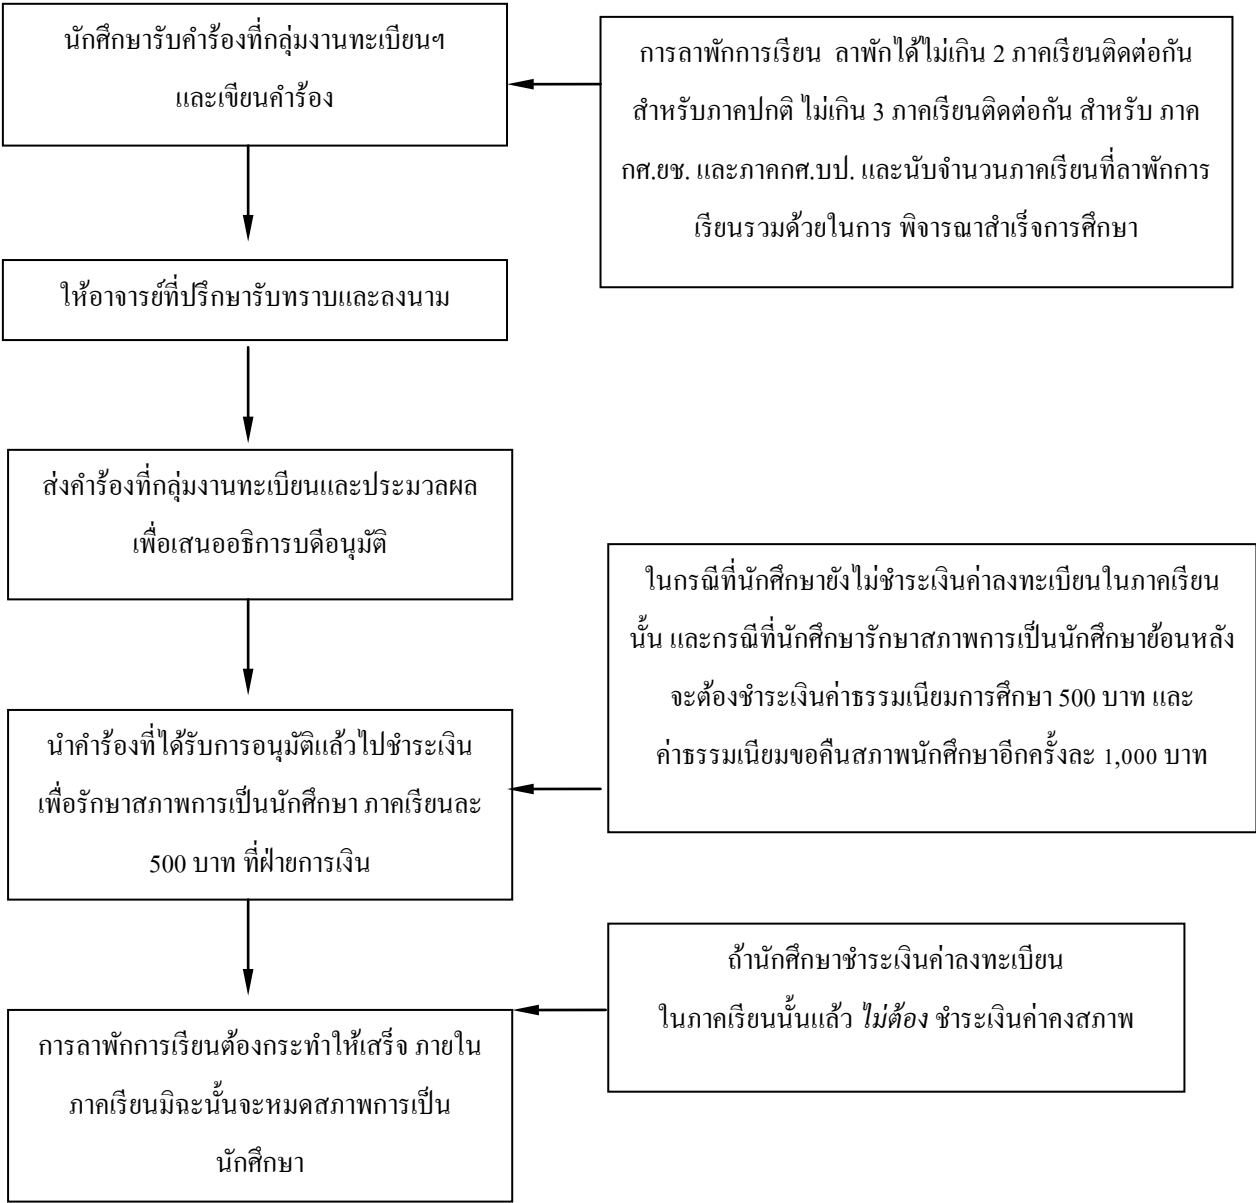 นักศึกษารับคำร้องที่กลุ่มงานทะเบียนฯ
และเขียนคำร้อง
การลาพักการเรียน ลาพักได้ไม่เกิน 2 ภาคเรียนติดต่อกัน
สำหรับภาคปกติ ไม่เกิน 3 ภาคเรียนติดต่อกัน สำหรับ ภาค
กศ.ยช. และภาคกศ.บป. และนับจำนวนภาคเรียนที่ลาพักการ
เรียนรวมด้วยในการ พิจารณาสำเร็จการศึกษา
ให้อาจารย์ที่ปรึกษารับทราบและลงนาม
ส่งคำร้องที่กลุ่มงานทะเบียนและประมวลผล
เพื่อเสนออธิการบดีอนุมัติ
ในกรณีที่นักศึกษายังไม่ชำระเงินค่าลงทะเบียนในภาคเรียน
นั้น และกรณีที่นักศึกษารักษาสภาพการเป็นนักศึกษาย้อนหลัง
จะต้องชำระเงินค่าธรรมเนียมการศึกษา 500 บาท และ
ค่าธรรมเนียมขอคืนสภาพนักศึกษาอีกครั้งละ 1,000 บาท
นำคำร้องที่ได้รับการอนุมัติแล้วไปชำระเงิน
เพื่อรักษาสภาพการเป็นนักศึกษา ภาคเรียนละ
500 บาท ที่ฝ่ายการเงิน
ถ้านักศึกษาชำระเงินค่าลงทะเบียน
ในภาคเรียนนั้นแล้ว ไม่ต้อง ชำระเงินค่าคงสภาพ
การลาพักการเรียนต้องกระทำให้เสร็จ ภายใน
ภาคเรียนมิฉะนั้นจะหมดสภาพการเป็น
นักศึกษา